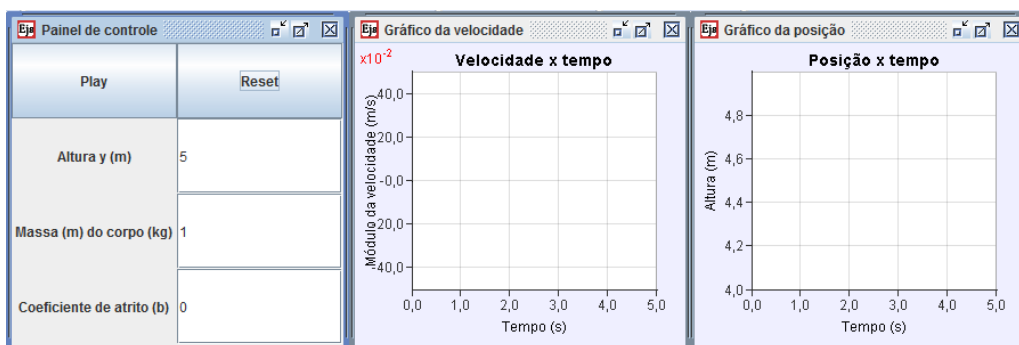 Ejs Painel de controle
Play
Reset
Altura y (m)
5
Massa (m) do corpo (kg)
1
Coeficiente de atrito (b)
0
Ejs Gráfico da velocidade
x10-2
Velocidade x tempo
Módulo da velocidade (m/s)
40,0
20,0
-0,0
-20,0
-40,0
0,0 1,0 2,0 3,0 4,0 5,0
Tempo (s)
Ejs Gráfico da posição
Posição x tempo
Altura (m)
4,8
4,6
4,4
4,2
4,0
0,0 1,0 2,0 3,0 4,0 5,0
Tempo (s)